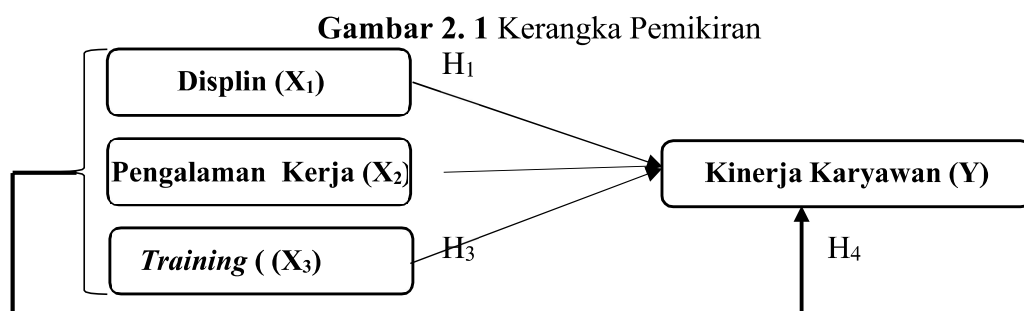 Gambar 2. 1 Kerangka Pemikiran
H1
Displin (X1)
Pengalaman Kerja (X2)
Kinerja Karyawan (Y)
Training ( (X3)
H3
H4